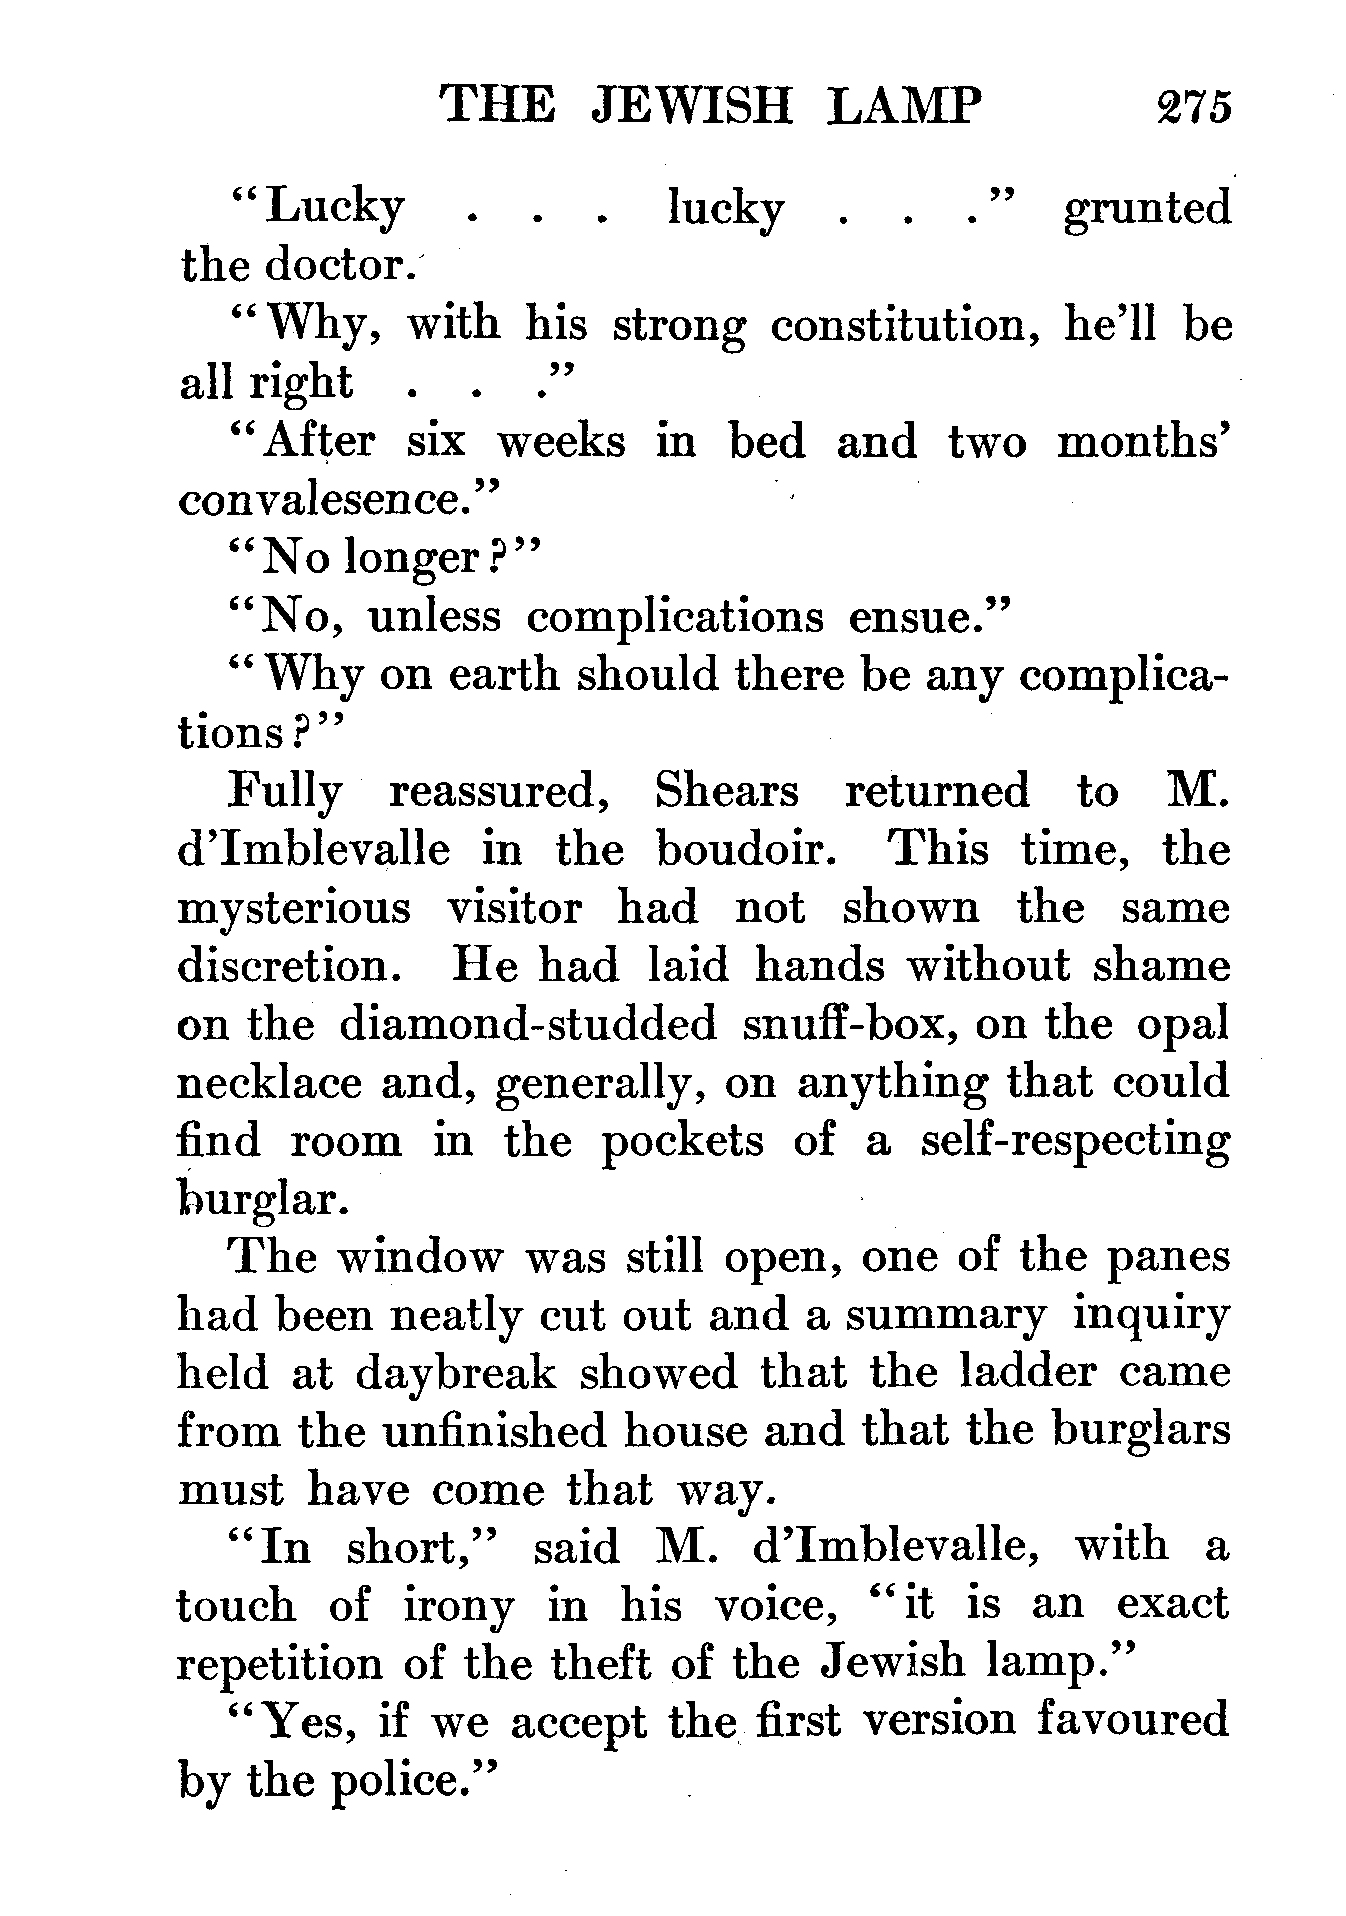 THE JEWISH LAMP 275
“Lucky . . . lucky . . .” grunted
the doctor.
“Why, with his strong constitution, he’ll be
all right . . .”
“After six weeks in bed and two months’
convalesence.”
“No longer?”
“No, unless complications ensue.”
“Why on earth should there be any complica-
tions?”
Fully reassured, Shears returned to M.
d’Imblevalle in the boudoir. This time, the
mysterious visitor had not shown the same
discretion. He had laid hands without shame
on the diamond-studded snuff-box, on the opal
necklace and, generally, on anything that could
find room in the pockets of a self-respecting
burglar.
The window was still open, one of the panes
had been neatly cut out and a summary inquiry
held at daybreak showed that the ladder came
from the unfinished house and that the burglars
must have come that way.
“In short,” said M. d’Imblevalle, with a
touch of irony in his voice, “it is an exact
repetition of the theft of the Jewish lamp.”
“Yes, if we accept the first version favoured
by the police.”